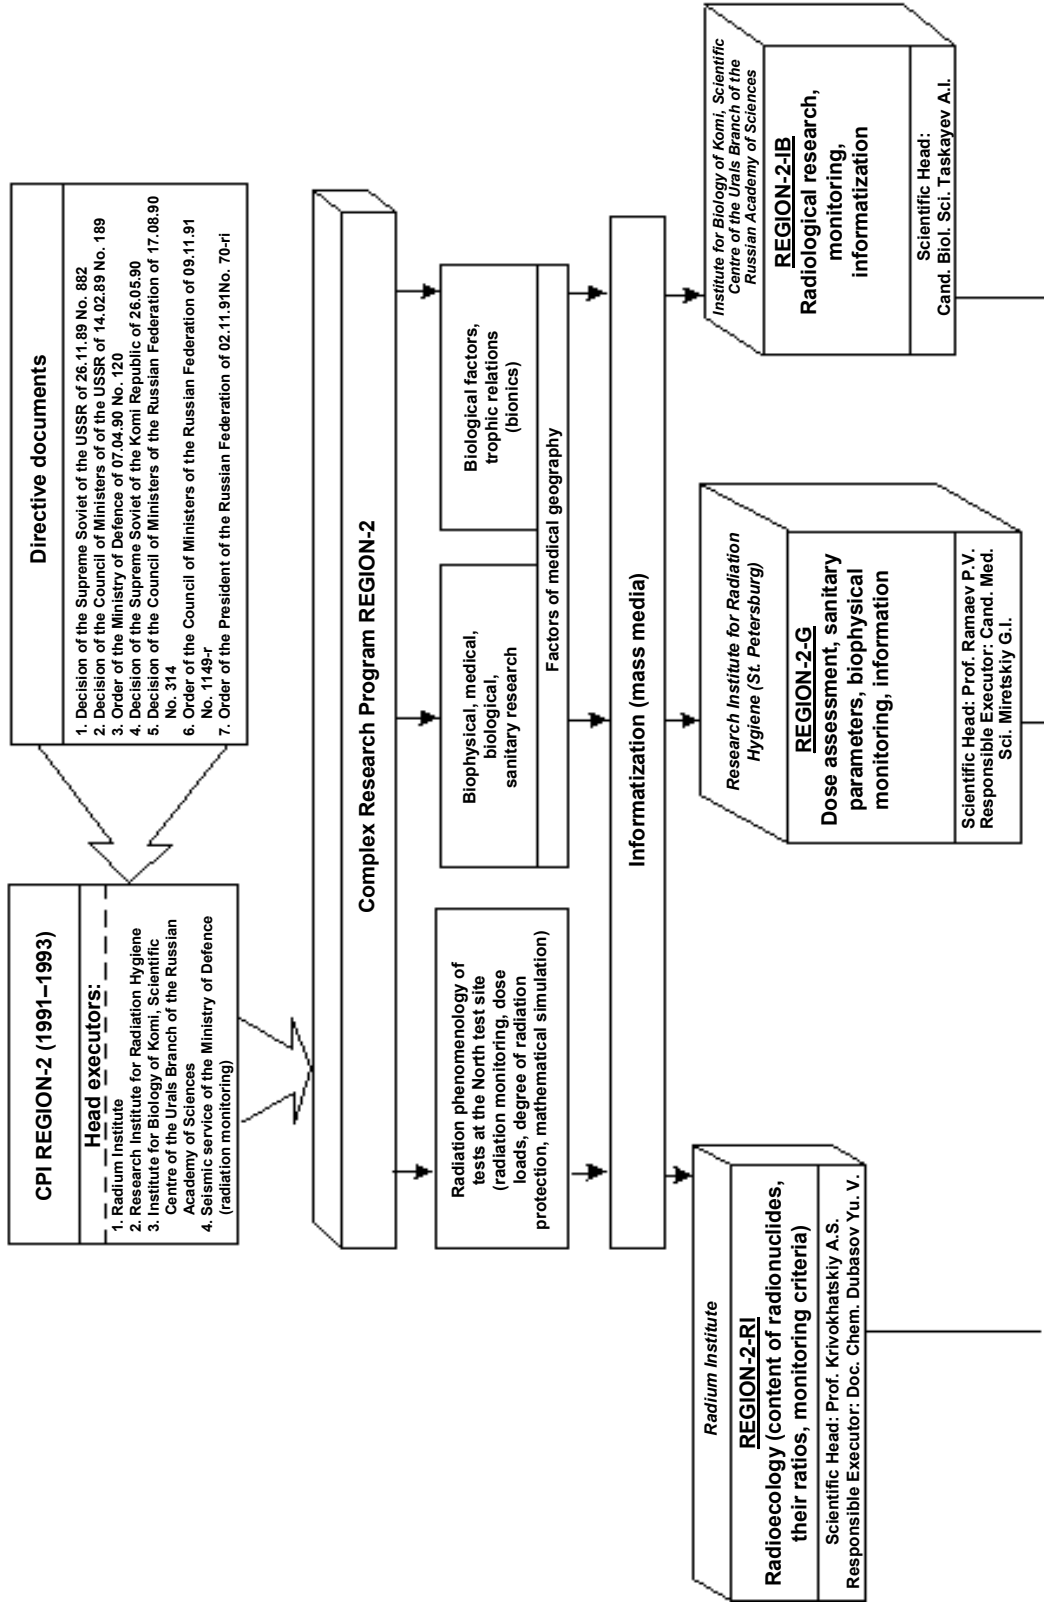 CPI REGION-2 (1991–1993)
Head executors:
1. Radium Institute
2. Research Institute for Radiation Hygiene
3. Institute for Biology of Komi, Scientific
Centre of the Urals Branch of the Russian
Academy of Sciences
4. Seismic service of the Ministry of Defence
(radiation monitoring)
Directive documents
1. Decision of the Supreme Soviet of the USSR of 26.11.89 No. 882
2. Decision of the Council of Ministers of of the USSR of 14.02.89 No. 189
3. Order of the Ministry of Defence of 07.04.90 No. 120
4. Decision of the Supreme Soviet of the Komi Republic of 26.05.90
5. Decision of the Council of Ministers of the Russian Federation of 17.08.90
No. 314
6. Order of the Council of Ministers of the Russian Federation of 09.11.91
No. 1149-r
7. Order of the President of the Russian Federation of 02.11.91No. 70-ri
Complex Research Program REGION-2
Radiation phenomenology of
tests at the North test site
(radiation monitoring, dose
loads, degree of radiation
protection, mathematical simulation)
Biophysical, medical,
biological,
sanitary research
Biological factors,
trophic relations
(bionics)
Factors of medical geography
Informatization (mass media)
Radium Institute
REGION-2-RI
Radioecology (content of radionuclides,
their ratios, monitoring criteria)
Scientific Head: Prof. Krivokhatskiy A.S.
Responsible Executor: Doc. Chem. Dubasov Yu. V.
Research Institute for Radiation
Hygiene (St. Petersburg)
REGION-2-G
Dose assessment, sanitary
parameters, biophysical
monitoring, information
Scientific Head: Prof. Ramaev P.V.
Responsible Executor: Cand. Med.
Sci. Miretskiy G.I.
Institute for Biology of Komi, Scientific
Centre of the Urals Branch of the
Russian Academy of Sciences
REGION-2-IB
Radiological research,
monitoring,
informatization
Scientific Head:
Cand. Biol. Sci. Taskayev A.I.